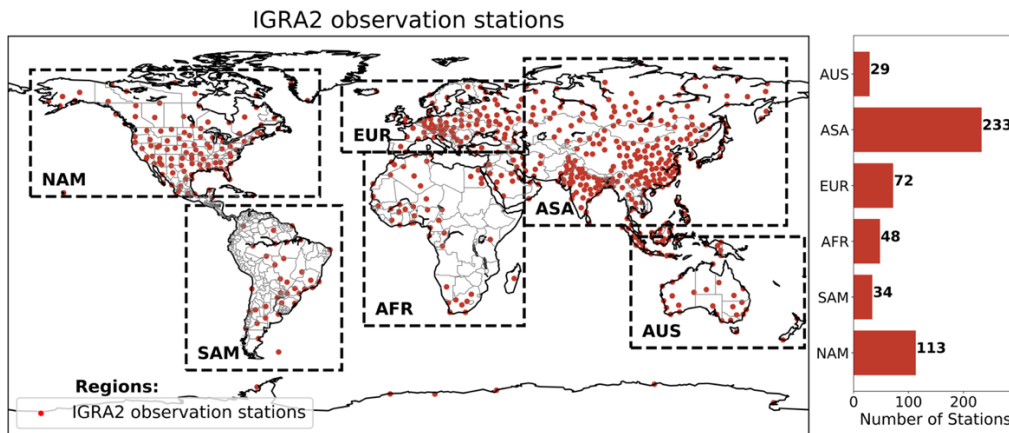 IGRA2 observation stations
NAM
EUR
ASA
AFR
SAM
AUS
Regions:
IGRA2 observation stations
AUS
29
ASA
233
EUR
72
AFR
48
SAM
34
NAM
113
0
100
200
Number of Stations